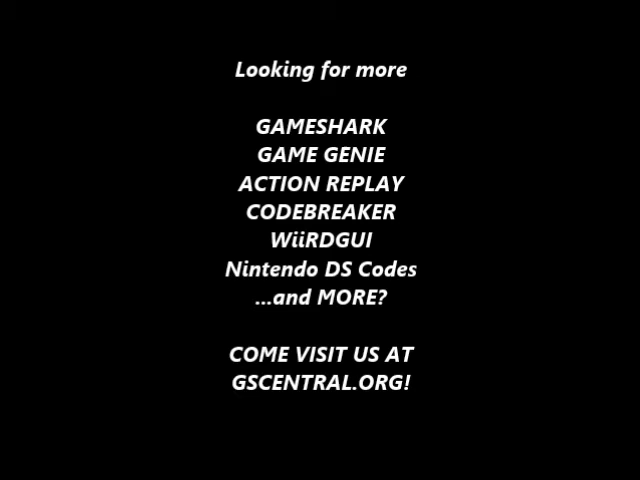 Looking for more
GAMESHARK
GAME GENIE
ACTION REPLAY
CODEBREAKER
WiiRDGUI
Nintendo DS Codes
...and MORE?
COME VISIT US AT
GSCENTRAL.ORG!